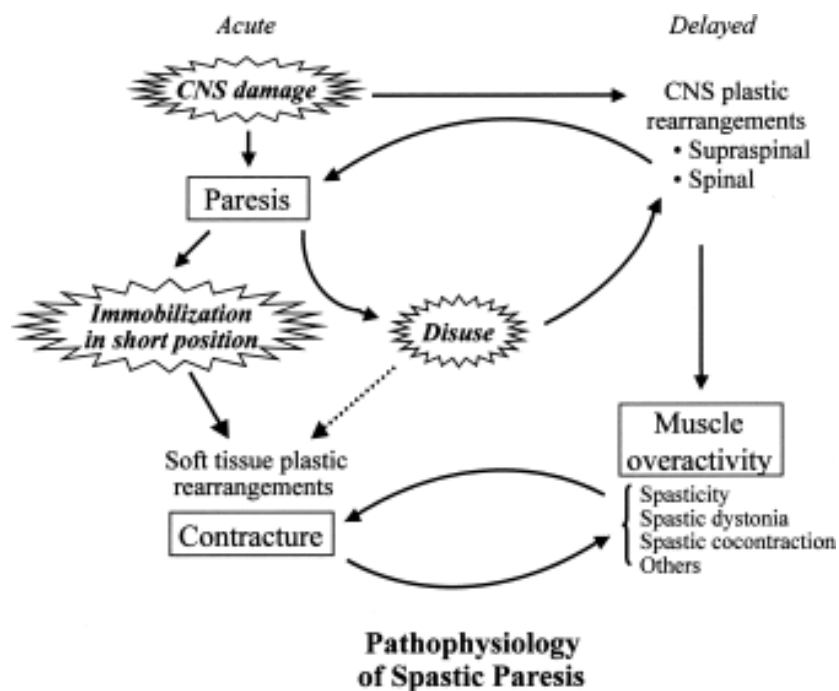 Acute
Delayed
CNS damage
CNS plastic
rearrangements
• Supraspinal
• Spinal
Paresis
Immobilization
in short position
Disuse
Soft tissue plastic
rearrangements
Contracture
Muscle
overactivity
Spasticity
Spastic dystonia
Spastic cocontraction
Others
Pathophysiology
of Spastic Paresis